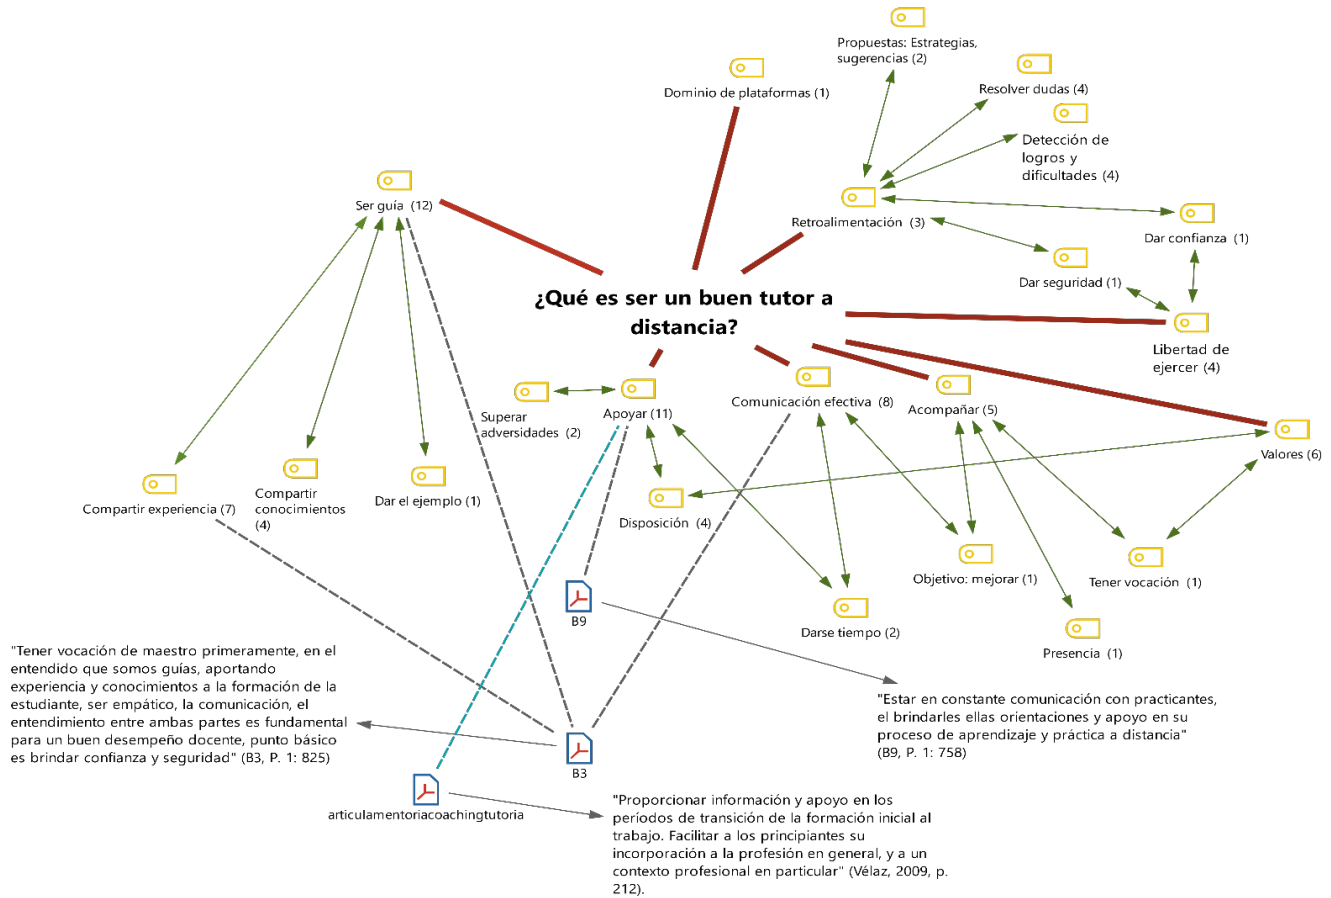 Propuestas: Estrategias,
sugerencias (2)
Dominio de plataformas (1)
Resolver dudas (4)
Detección de
logros y
dificultades (4)
Ser guía (12)
Retroalimentación (3)
Dar confianza (1)
Dar seguridad (1)
¿Qué es ser un buen tutor a
distancia?
Libertad de
ejercer (4)
Superar
adversidades (2)
Apoyar (11)
Comunicación efectiva (8)
Acompañar (5)
Valores (6)
Compartir experiencia (7)
Compartir
conocimientos
(4)
Dar el ejemplo (1)
Disposición (4)
Objetivo: mejorar (1)
Tener vocación (1)
Darse tiempo (2)
Presencia (1)
B9
"Tener vocación de maestro primeramente, en el
entendido que somos guías, aportando
experiencia y conocimientos a la formación de la
estudiante, ser empático, la comunicación, el
entendimiento entre ambas partes es fundamental
para un buen desempeño docente, punto básico
es brindar confianza y seguridad" (B3, P. 1: 825)
"Estar en constante comunicación con practicantes,
el brindarles ellas orientaciones y apoyo en su
proceso de aprendizaje y práctica a distancia"
(B9, P. 1: 758)
B3
articulamentoriacoachingtutoria
"Proporcionar información y apoyo en los
períodos de transición de la formación inicial al
trabajo. Facilitar a los principiantes su
incorporación a la profesión en general, y a un
contexto profesional en particular" (Vélaz, 2009, p.
212).